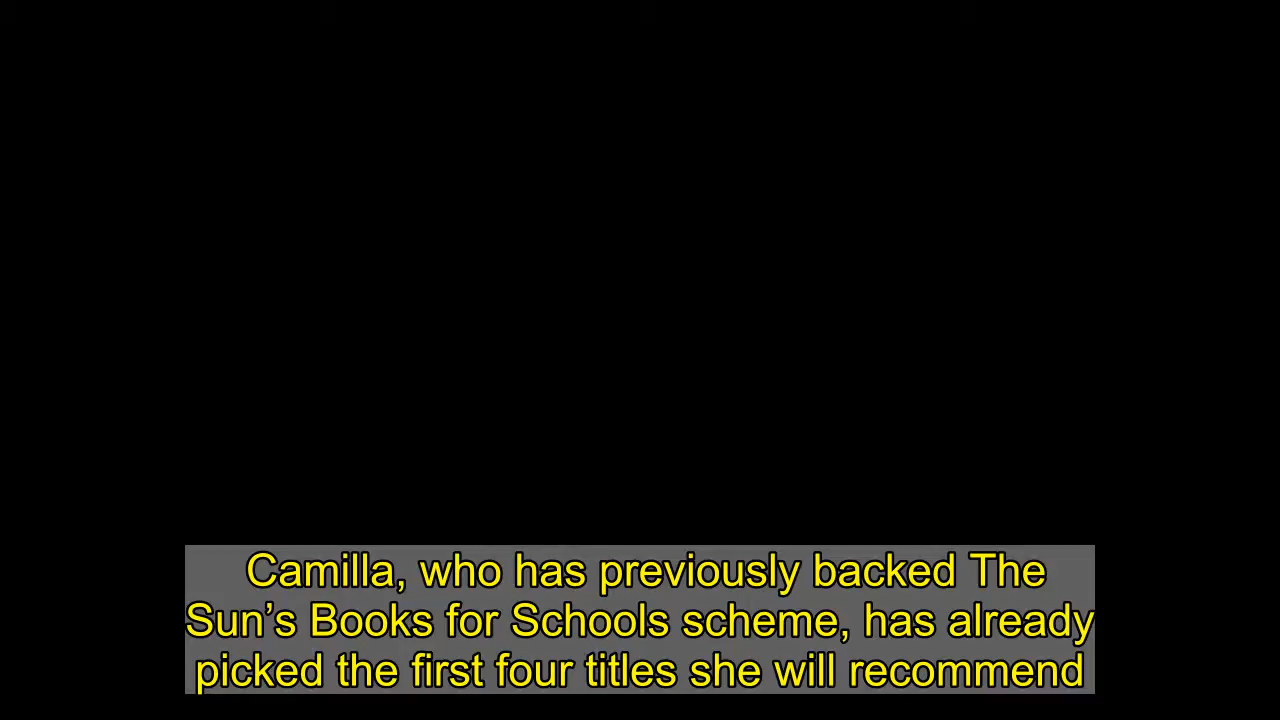 Camilla, who has previously backed The
Sun’s Books for Schools scheme, has already
picked the first four titles she will recommend